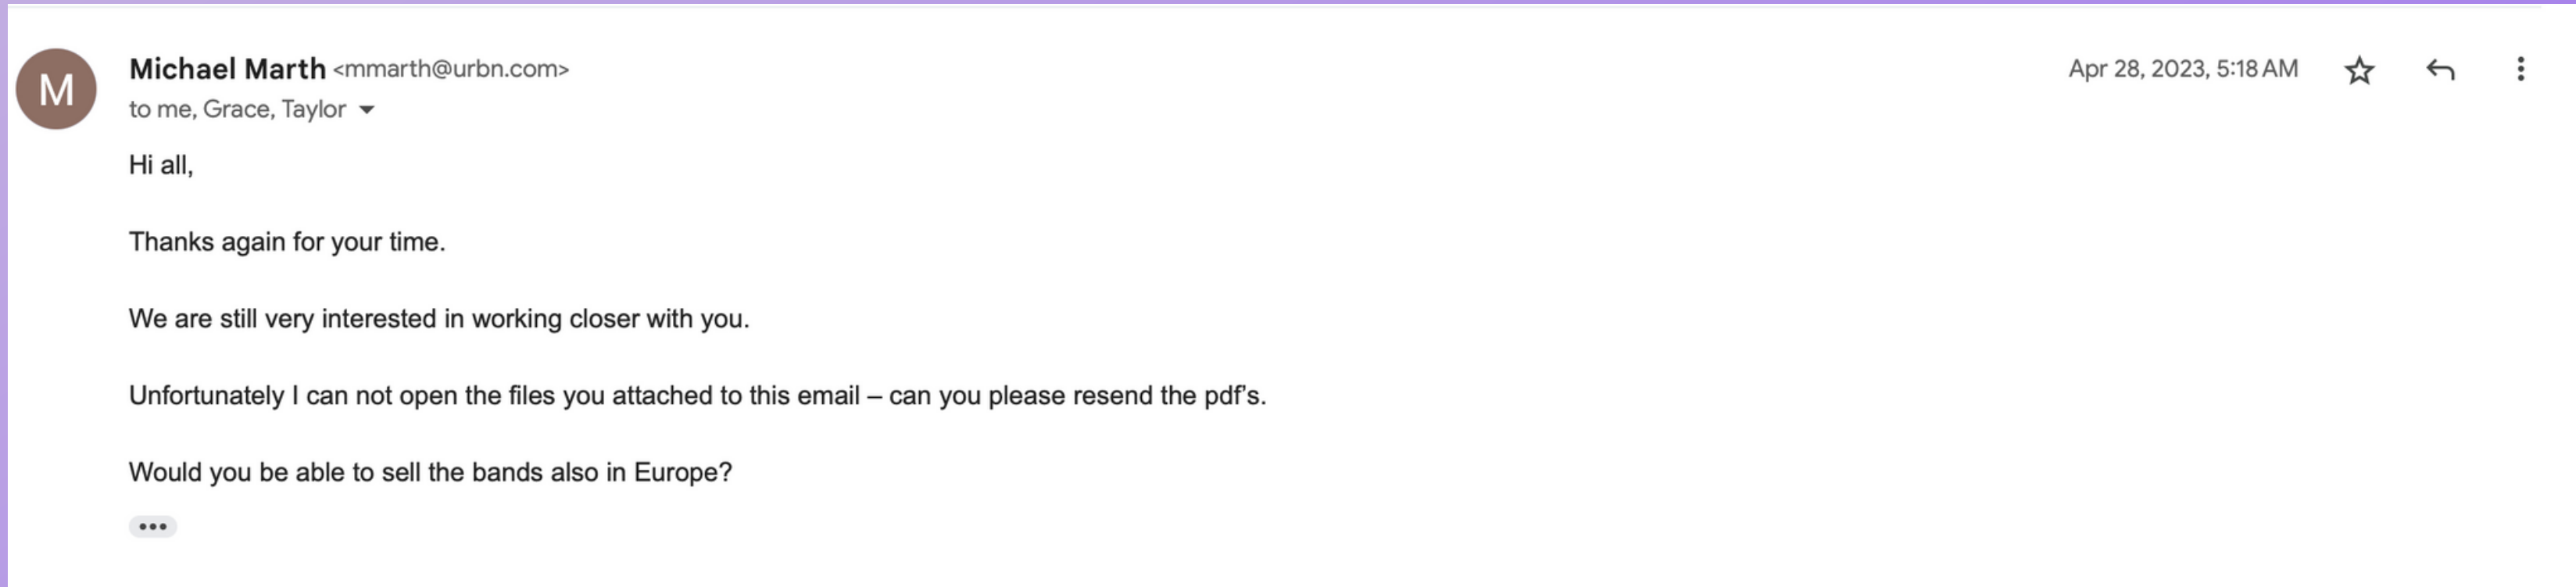 M
Michael Marth <mmarth@urbn.com>
Apr 28, 2023, 5:18 AM
to me, Grace, Taylor
Hi all,
Thanks again for your time.
We are still very interested in working closer with you.
Unfortunately I can not open the files you attached to this email – can you please resend the pdf's.
Would you be able to sell the bands also in Europe?